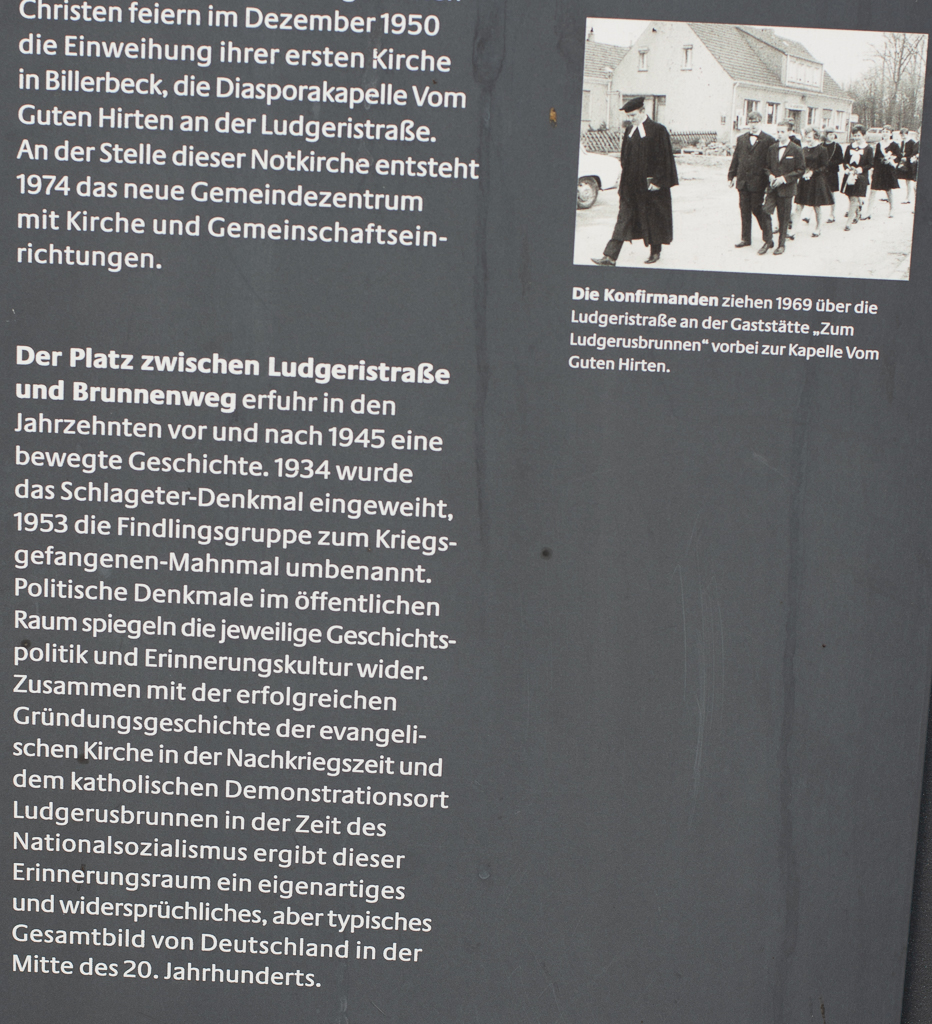 Christen feiern im Dezember 1950
die Einweihung ihrer ersten Kirche
in Billerbeck, die Diasporakapelle Vom
Guten Hirten an der Ludgeristraße.
An der Stelle dieser Notkirche entsteht
1974 das neue Gemeindezentrum
mit Kirche und Gemeinschaftsein-
richtungen.
Der Platz zwischen Ludgeristraße
und Brunnenweg erfuhr in den
Jahrzehnten vor und nach 1945 eine
bewegte Geschichte. 1934 wurde
das Schlageter-Denkmal eingeweiht,
1953 die Findlingsgruppe zum Kriegs-
gefangenen-Mahnmal umbenannt.
Politische Denkmale im öffentlichen
Raum spiegeln die jeweilige Geschichts-
politik und Erinnerungskultur wider.
Zusammen mit der erfolgreichen
Gründungsgeschichte der evangeli-
schen Kirche in der Nachkriegszeit und
dem katholischen Demonstrationsort
Ludgerusbrunnen in der Zeit des
Nationalsozialismus ergibt dieser
Erinnerungsraum ein eigenartiges
und widersprüchliches, aber typisches
Gesamtbild von Deutschland in der
Mitte des 20. Jahrhunderts.
Die Konfirmanden ziehen 1969 über die
Ludgeristraße an der Gaststätte „Zum
Ludgerusbrunnen“ vorbei zur Kapelle Vom
Guten Hirten.